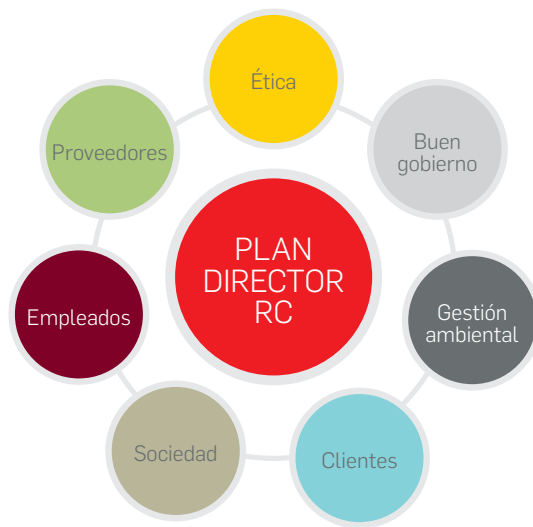 Ética
Buen
gobierno
Gestión
ambiental
Clientes
Sociedad
Empleados
Proveedores
PLAN
DIRECTOR
RC